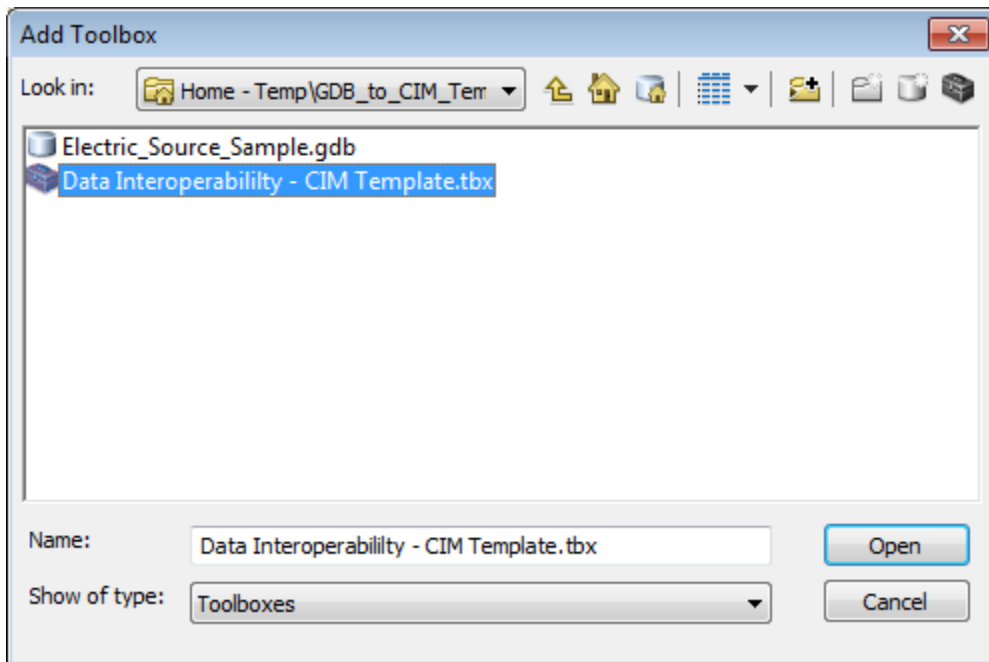 Add Toolbox
Look in: Home - Temp\GDB_to_CIM_Tem
Electric_Source_Sample.gdb
Data Interoperabililty - CIM Template.tbx
Name: Data Interoperabililty - CIM Template.tbx Open
Show of type: Toolboxes Cancel